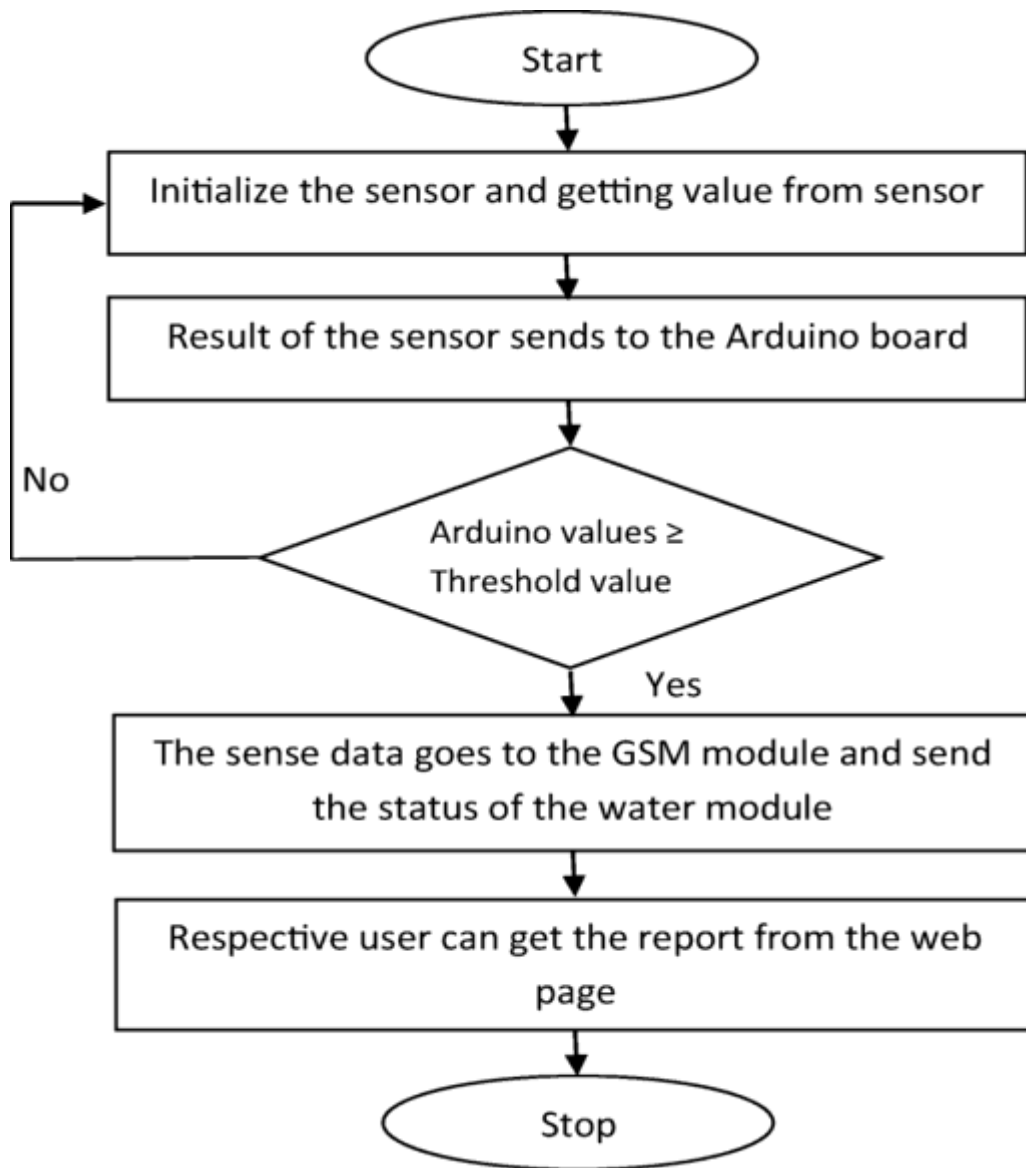 Start
Initialize the sensor and getting value from sensor
Result of the sensor sends to the Arduino board
No
Arduino values ≥
Threshold value
Yes
The sense data goes to the GSM module and send
the status of the water module
Respective user can get the report from the web
page
Stop